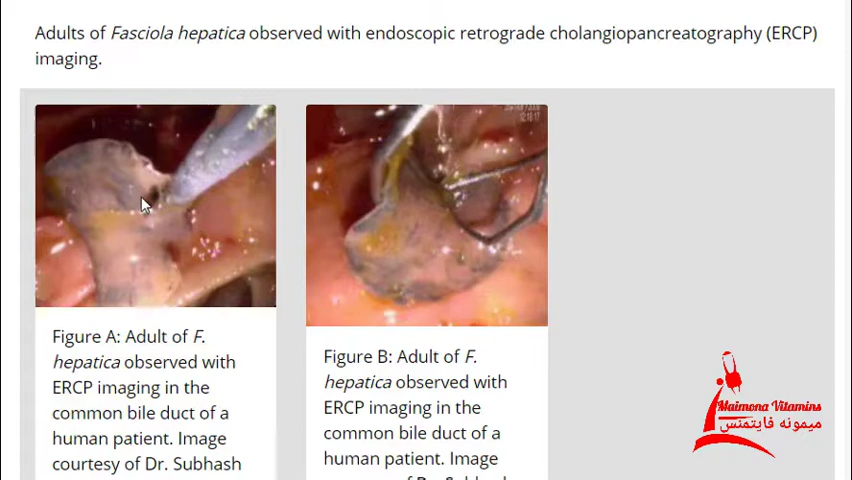 Adults of Fasciola hepatica observed with endoscopic retrograde cholangiopancreatography (ERCP)
imaging.
Figure A: Adult of F.
hepatica observed with
ERCP imaging in the
common bile duct of a
human patient. Image
courtesy of Dr. Subhash
Figure B: Adult of F.
hepatica observed with
ERCP imaging in the
common bile duct of a
human patient. Image
Maimona Vitamins
میمونه فایتمنس